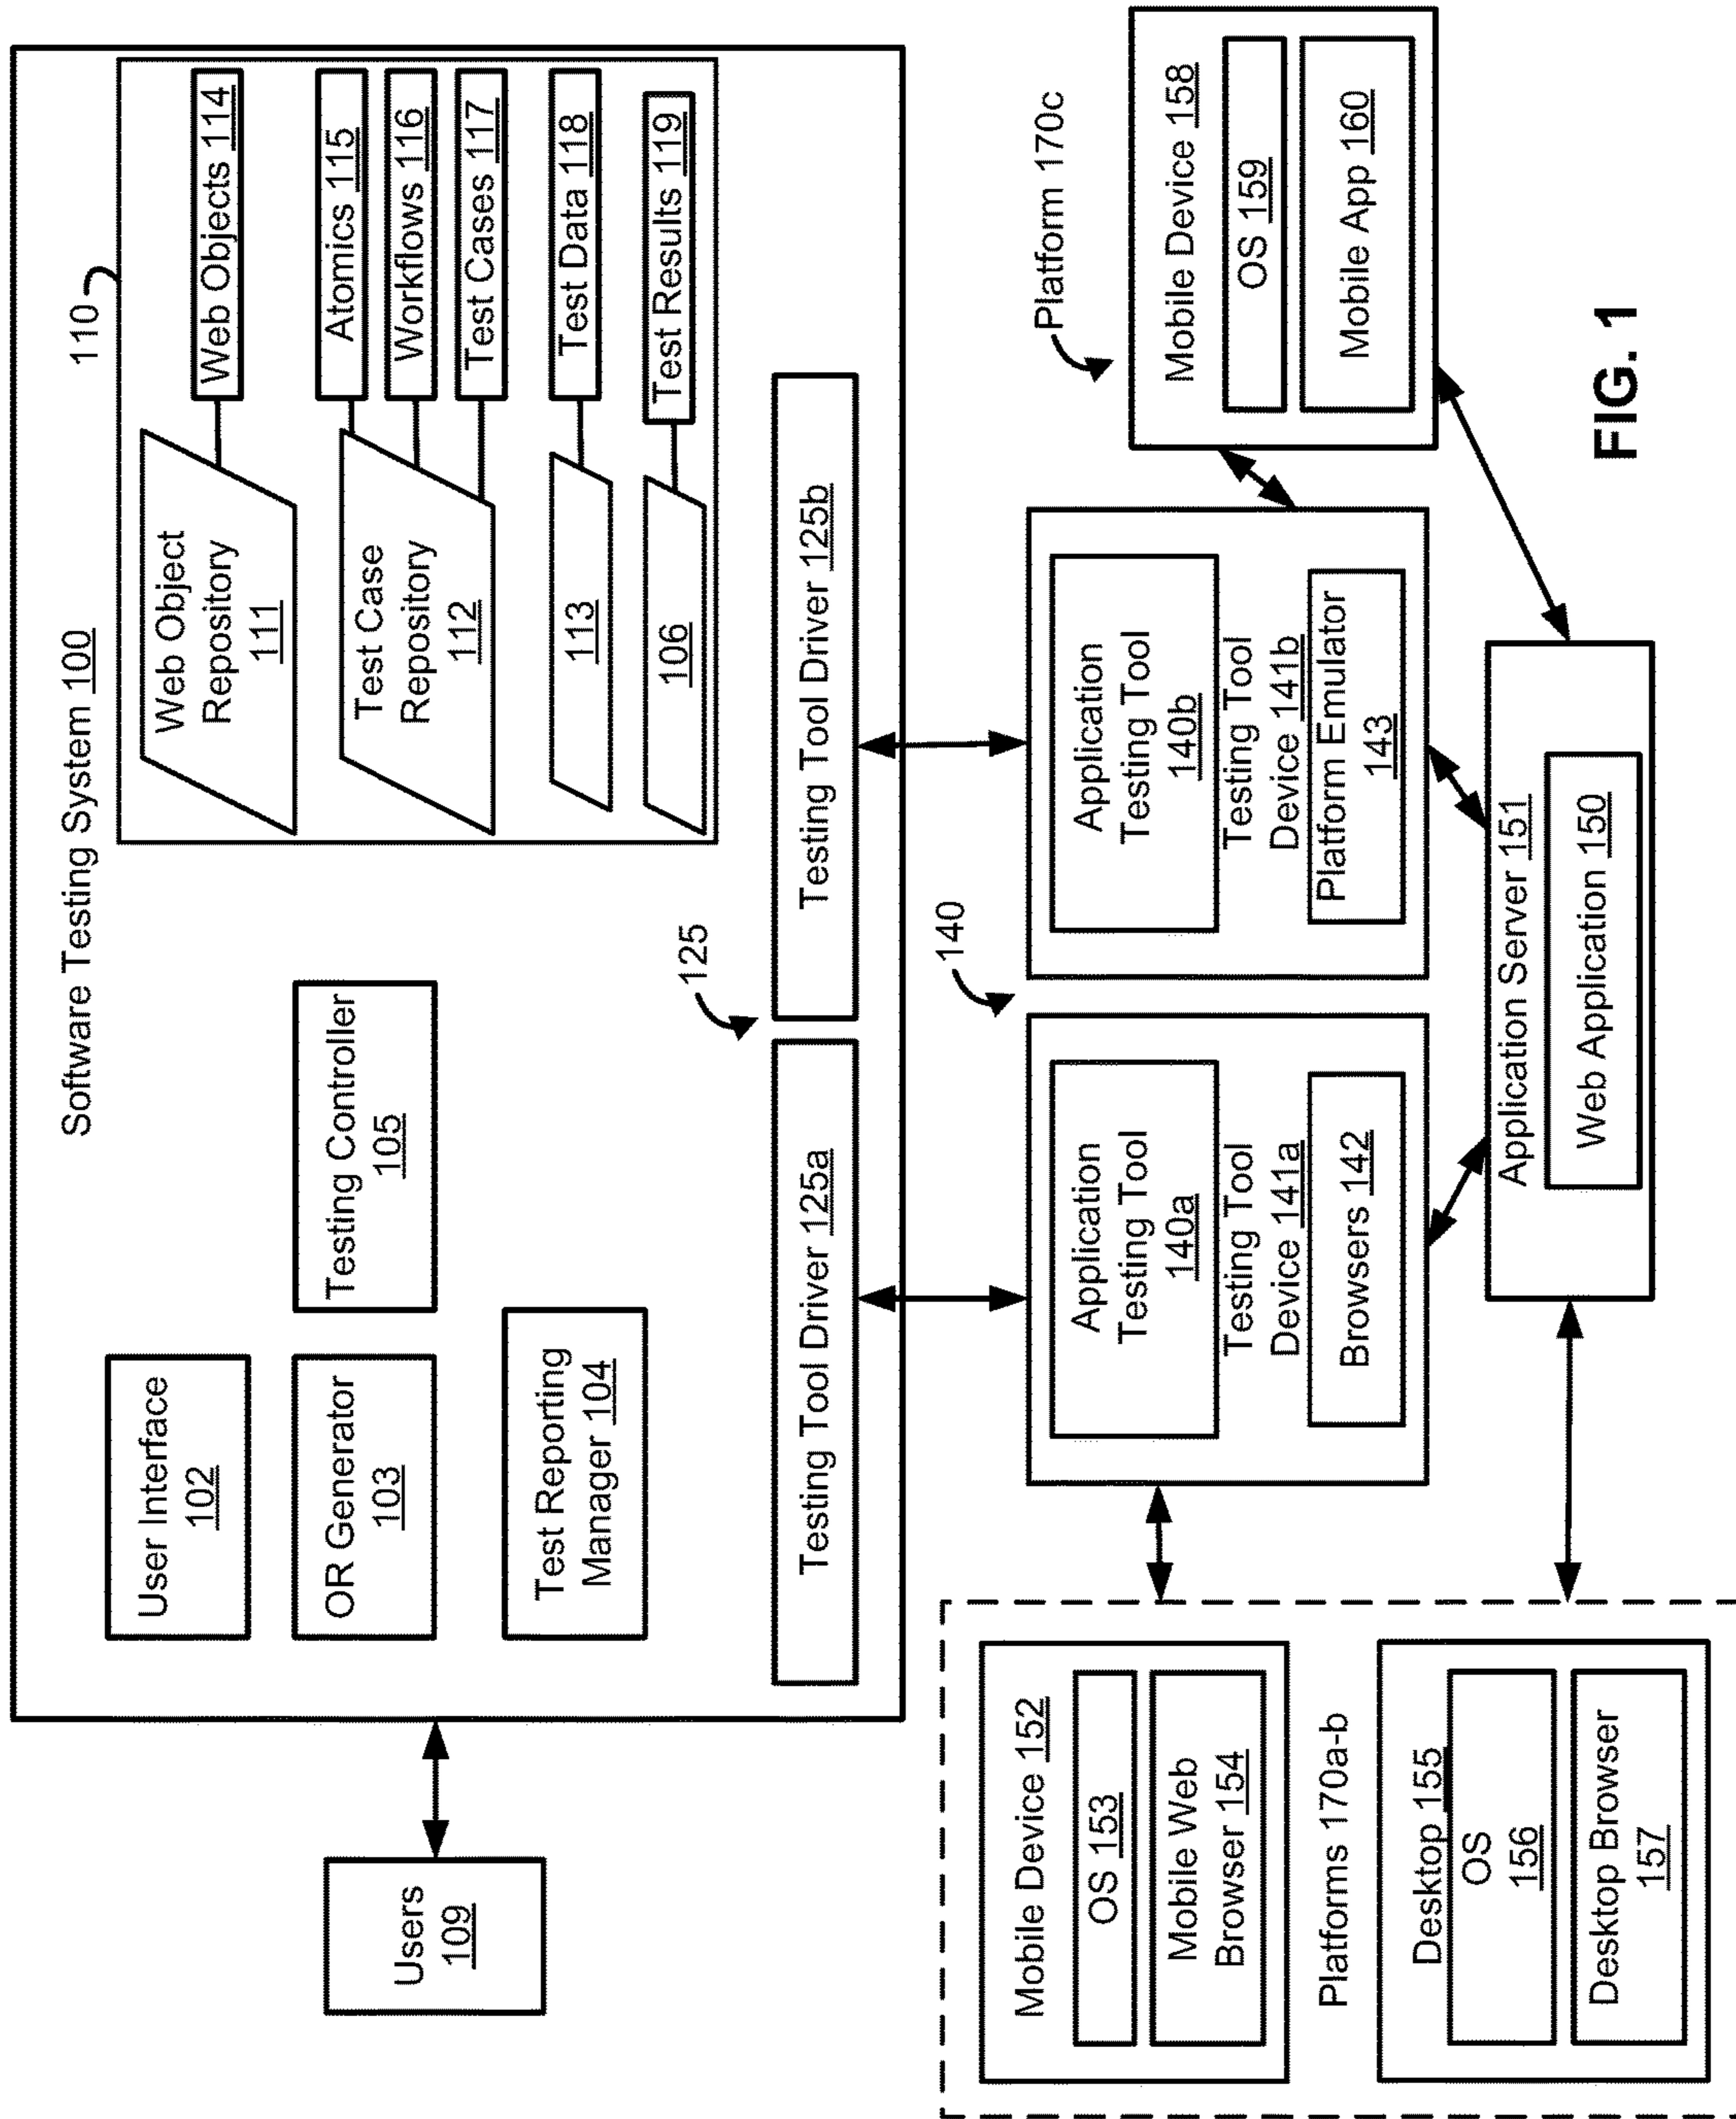 Software Testing System 100
110
User Interface
102
OR Generator
103
Test Reporting
Manager 104
Testing Controller
105
Web Object
Repository
111
Web Objects 114
Test Case
Repository
112
Atomics 115
Workflows 116
Test Cases 117
113
Test Data 118
106
Test Results 119
Users
109
125
Testing Tool Driver 125a
Testing Tool Driver 125b
140
Application
Testing Tool
140a
Testing Tool
Device 141a
Browsers 142
Application
Testing Tool
140b
Testing Tool
Device 141b
Platform Emulator
143
Platform 170c
Mobile Device 158
OS 159
Mobile App 160
Mobile Device 152
OS 153
Mobile Web
Browser 154
Platforms 170a-b
Desktop 155
OS
156
Desktop Browser
157
Application Server 151
Web Application 150
FIG. 1